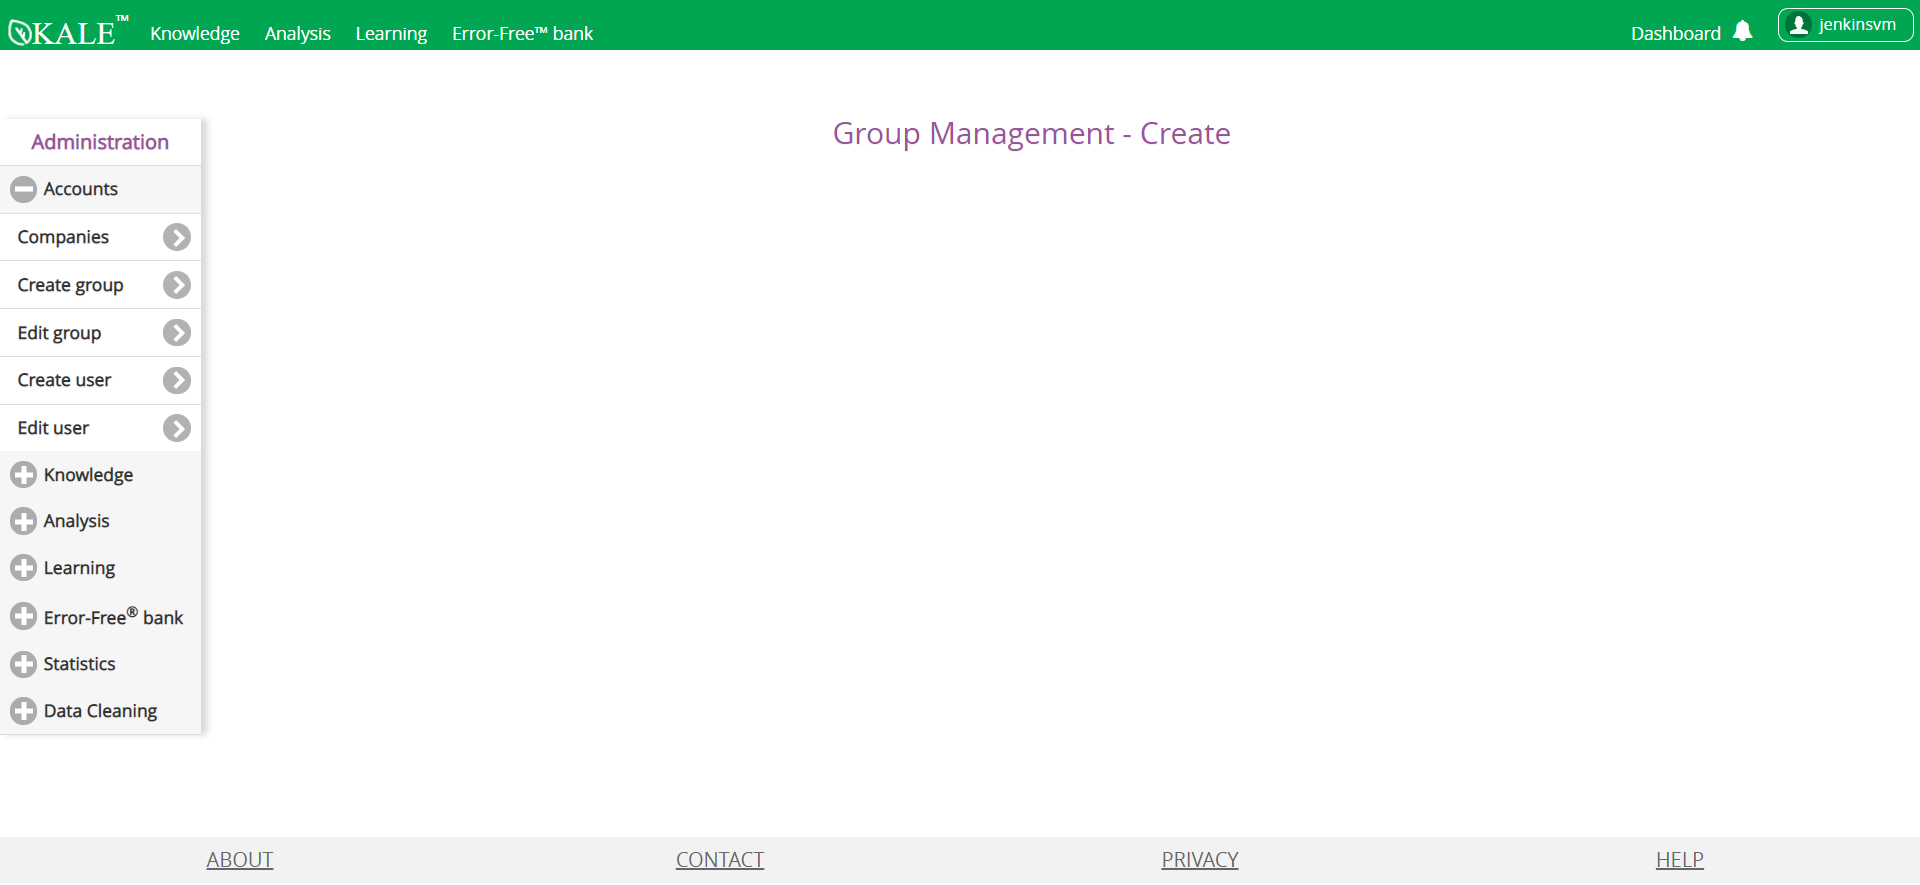 KALE™ Knowledge Analysis Learning Error-Free™ bank Dashboard jenkinsvm
Group Management - Create
Administration
Accounts
Companies
Create group
Edit group
Create user
Edit user
Knowledge
Analysis
Learning
Error-Free® bank
Statistics
Data Cleaning
ABOUT CONTACT PRIVACY HELP